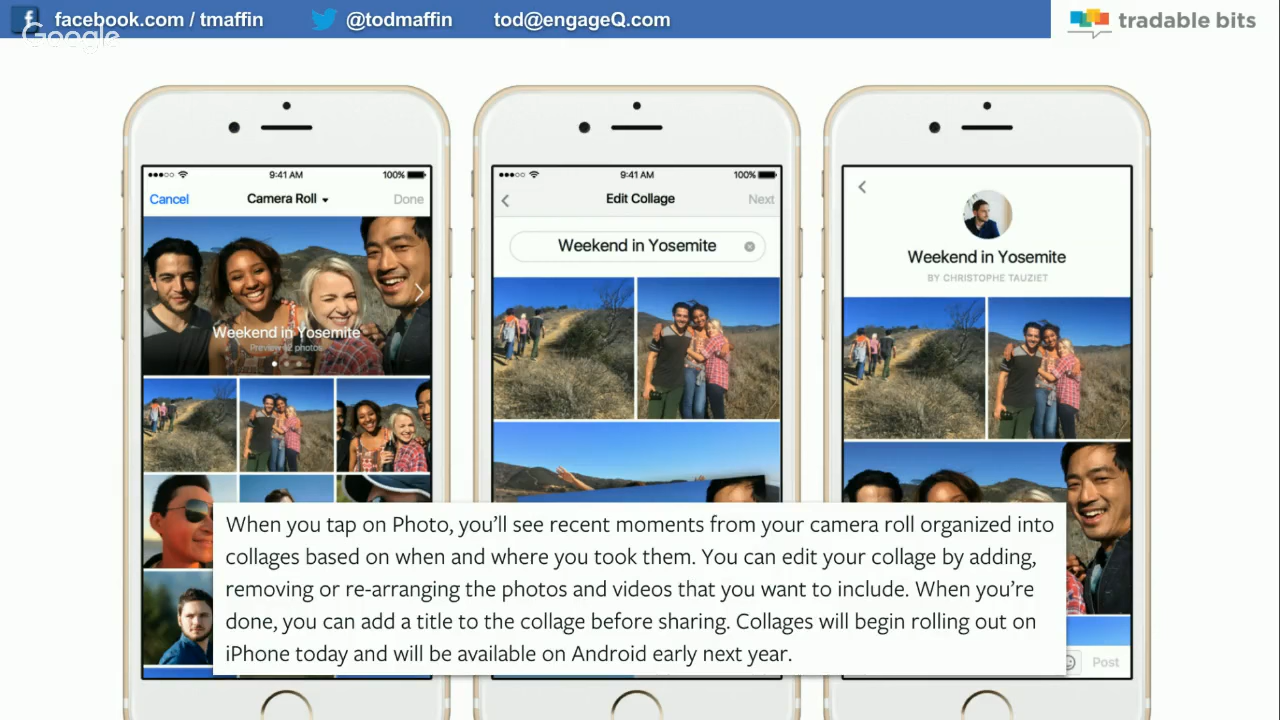 facebook.com / tmaffin
@todmaffin
tod@engageQ.com
tradable bits
Google
9:41 AM
100%
Cancel
Camera Roll
Done
Weekend in Yosemite
Preview 12 photos
9:41 AM
100%
Edit Collage
Next
Weekend in Yosemite
Weekend in Yosemite
BY CHRISTOPHE TAUZIET
When you tap on Photo, you’ll see recent moments from your camera roll organized into
collages based on when and where you took them. You can edit your collage by adding,
removing or re-arranging the photos and videos that you want to include. When you’re
done, you can add a title to the collage before sharing. Collages will begin rolling out on
iPhone today and will be available on Android early next year.
Post